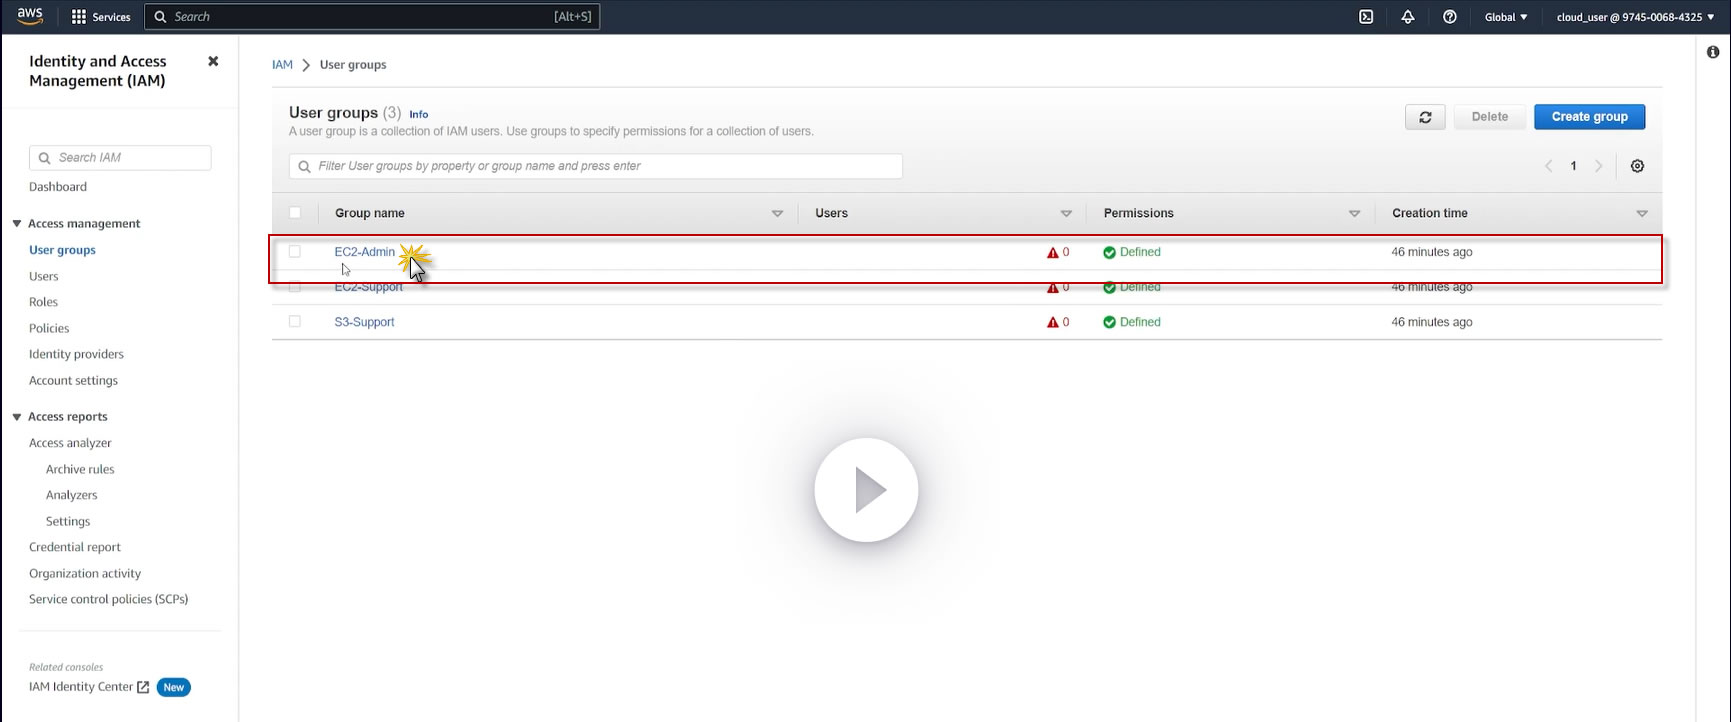 aws
Services
Search
[Alt+S]
Global
cloud_user @ 9745-0068-4325
Identity and Access
Management (IAM)
Search IAM
Dashboard
Access management
User groups
Users
Roles
Policies
Identity providers
Account settings
Access reports
Access analyzer
Archive rules
Analyzers
Settings
Credential report
Organization activity
Service control policies (SCPs)
Related consoles
IAM Identity Center
New
IAM
User groups
User groups (3) Info
A user group is a collection of IAM users. Use groups to specify permissions for a collection of users.
Delete
Create group
Filter User groups by property or group name and press enter
1
Group name Users Permissions Creation time
EC2-Admin 0 Defined 46 minutes ago
EC2-Support 0 Defined 46 minutes ago
S3-Support 0 Defined 46 minutes ago